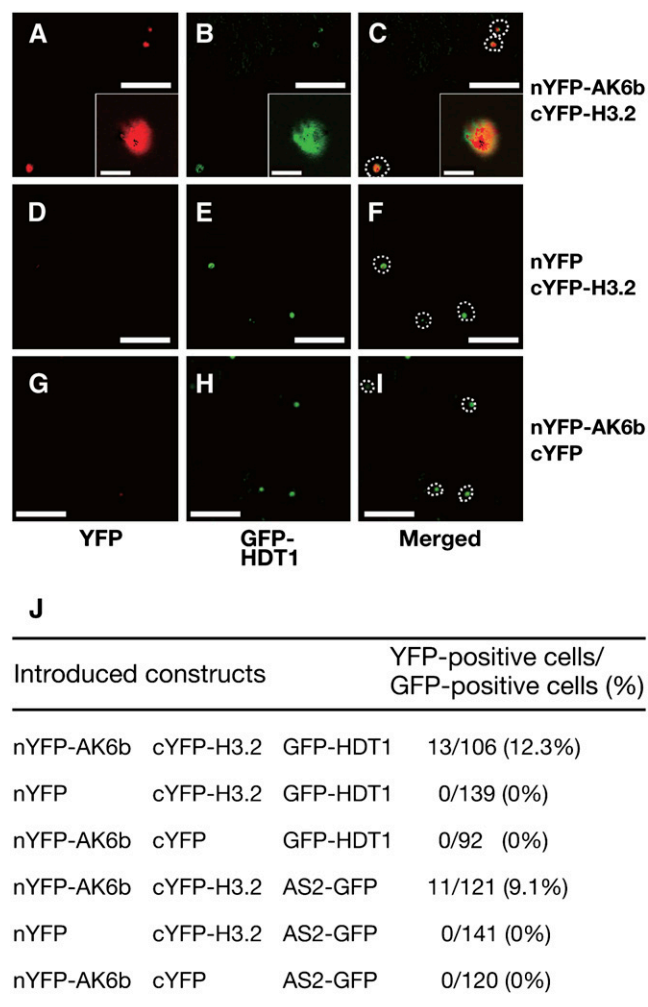 A
B
C
nYFP-AK6b
cYFP-H3.2
D
E
F
nYFP
cYFP-H3.2
G
H
I
nYFP-AK6b
cYFP
YFP
GFP-
HDT1
Merged
J
Introduced constructs
YFP-positive cells/
GFP-positive cells (%)
nYFP-AK6b cYFP-H3.2 GFP-HDT1 13/106 (12.3%)
nYFP cYFP-H3.2 GFP-HDT1 0/139 (0%)
nYFP-AK6b cYFP GFP-HDT1 0/92 (0%)
nYFP-AK6b cYFP-H3.2 AS2-GFP 11/121 (9.1%)
nYFP cYFP-H3.2 AS2-GFP 0/141 (0%)
nYFP-AK6b cYFP AS2-GFP 0/120 (0%)